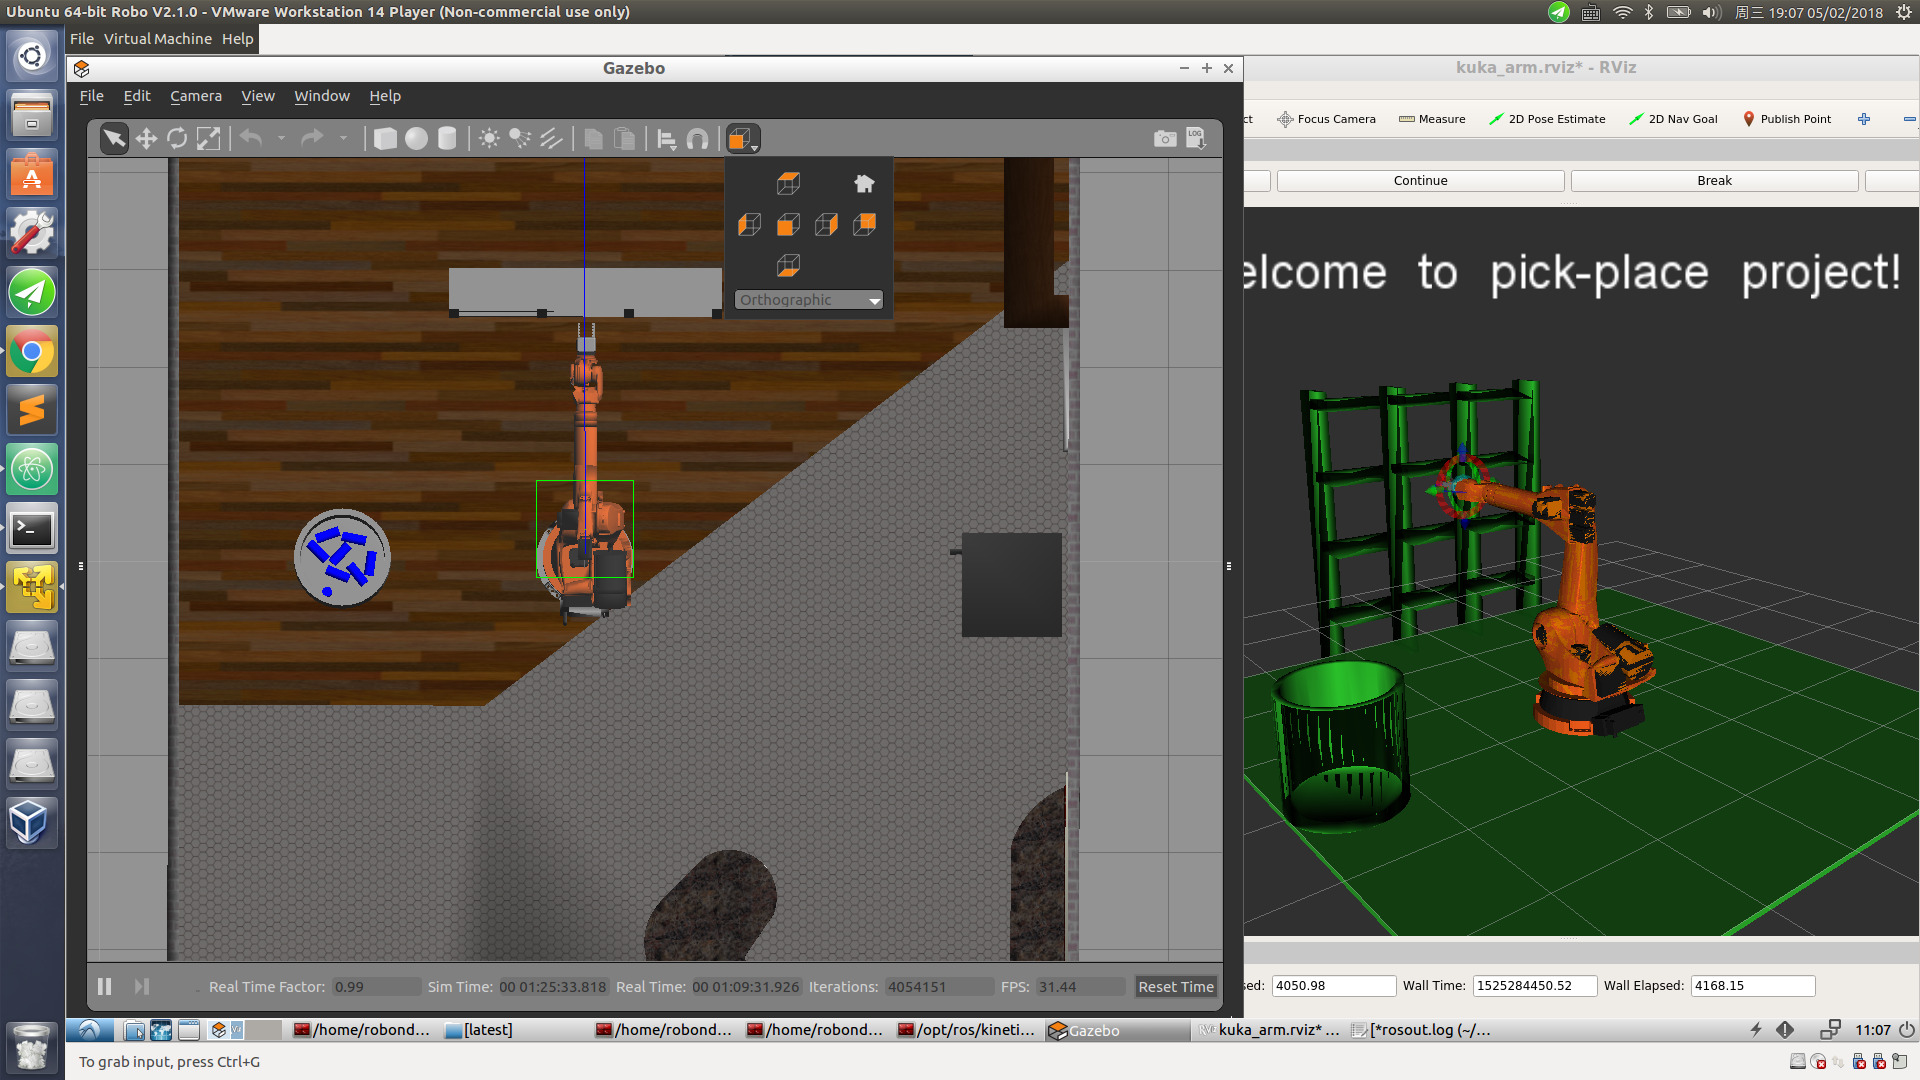 Ubuntu 64-bit Robo V2.1.0 - VMware Workstation 14 Player (Non-commercial use only)
周三 19:07 05/02/2018
File Virtual Machine Help
Gazebo
kuka_arm.rviz* - RViz
File Edit Camera View Window Help
ct Focus Camera Measure 2D Pose Estimate 2D Nav Goal Publish Point
LOG
Continue Break
elcome to pick-place project!
Orthographic
Real Time Factor: 0.99 Sim Time: 00 01:25:33.818 Real Time: 00 01:09:31.926 Iterations: 4054151 FPS: 31.44 Reset Time
sed: 4050.98 Wall Time: 1525284450.52 Wall Elapsed: 4168.15
/home/robond... [latest] /home/robond... /home/robond... /opt/ros/kineti... Gazebo kuka_arm.rviz* ... [*rosout.log (~/... 11:07
To grab input, press Ctrl+G